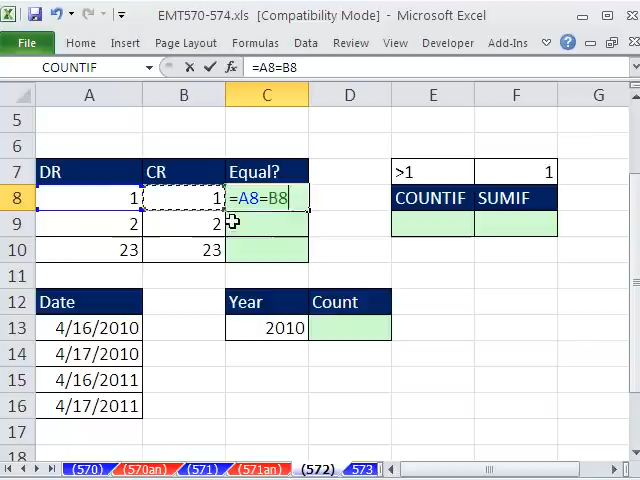 EMT570-574.xls [Compatibility Mode] - Microsoft Excel
File Home Insert Page Layout Formulas Data Review View Developer Add-Ins
COUNTIF fx =A8=B8
A B C D E F G
5
6
7 DR CR Equal? >1 1
8 1 1 =A8=B8 COUNTIF SUMIF
9 2 2
10 23 23
11
12 Date Year Count
13 4/16/2010 2010
14 4/17/2010
15 4/16/2011
16 4/17/2011
17
18
(570) (570an) (571) (571an) (572) 573